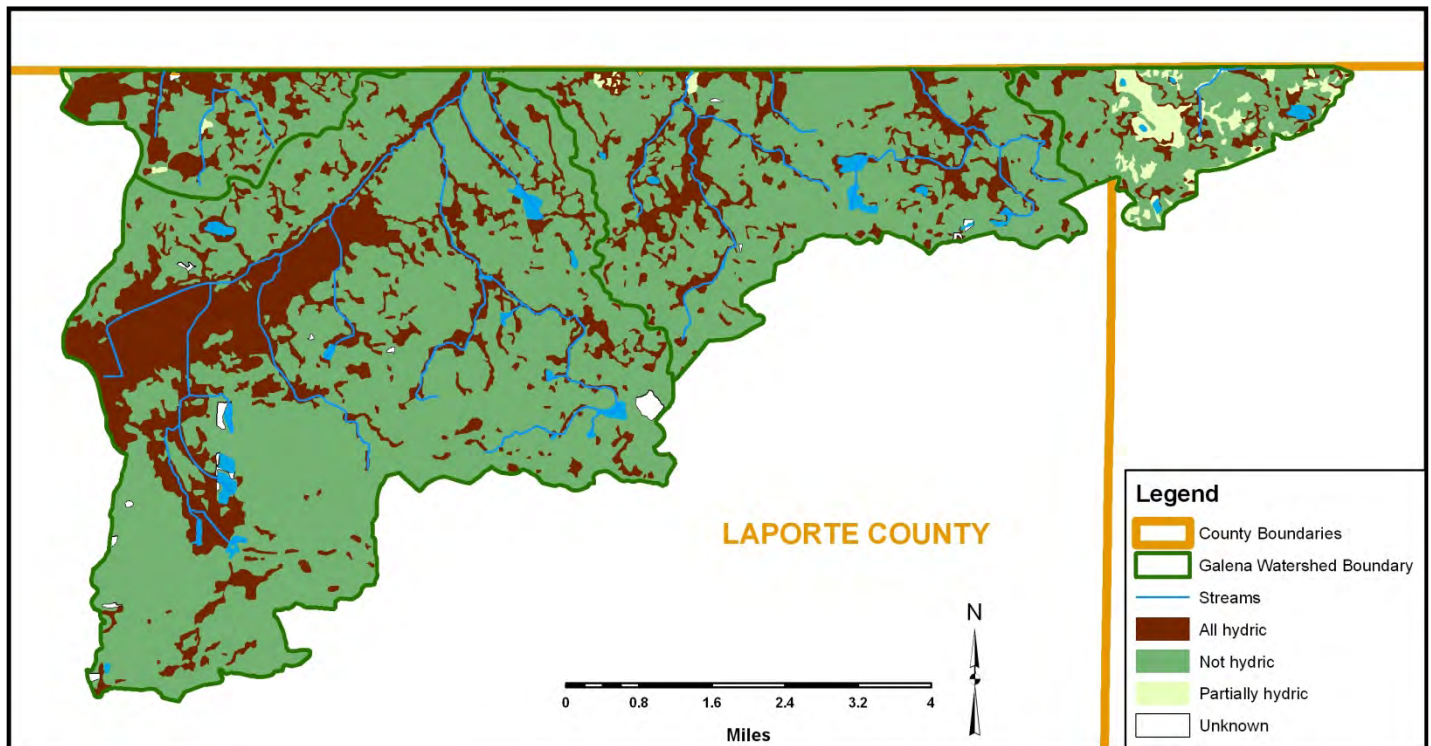 LAPORTE COUNTY
N
0 0.8 1.6 2.4 3.2 4
Miles
Legend
County Boundaries
Galena Watershed Boundary
Streams
All hydric
Not hydric
Partially hydric
Unknown